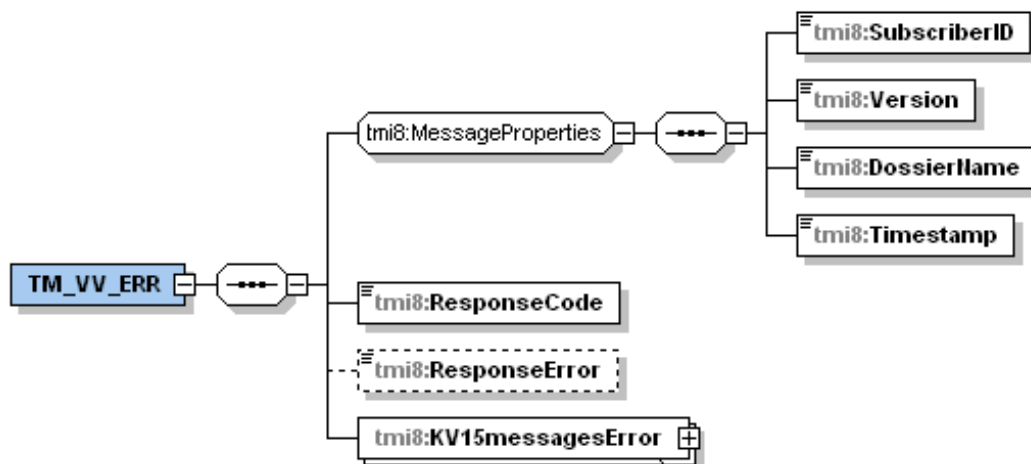 tmi8:SubscriberID
tmi8:Version
tmi8:MessageProperties
tmi8:DossierName
tmi8:Timestamp
TM_VV_ERR
tmi8:ResponseCode
tmi8:ResponseError
tmi8:KV15messagesError